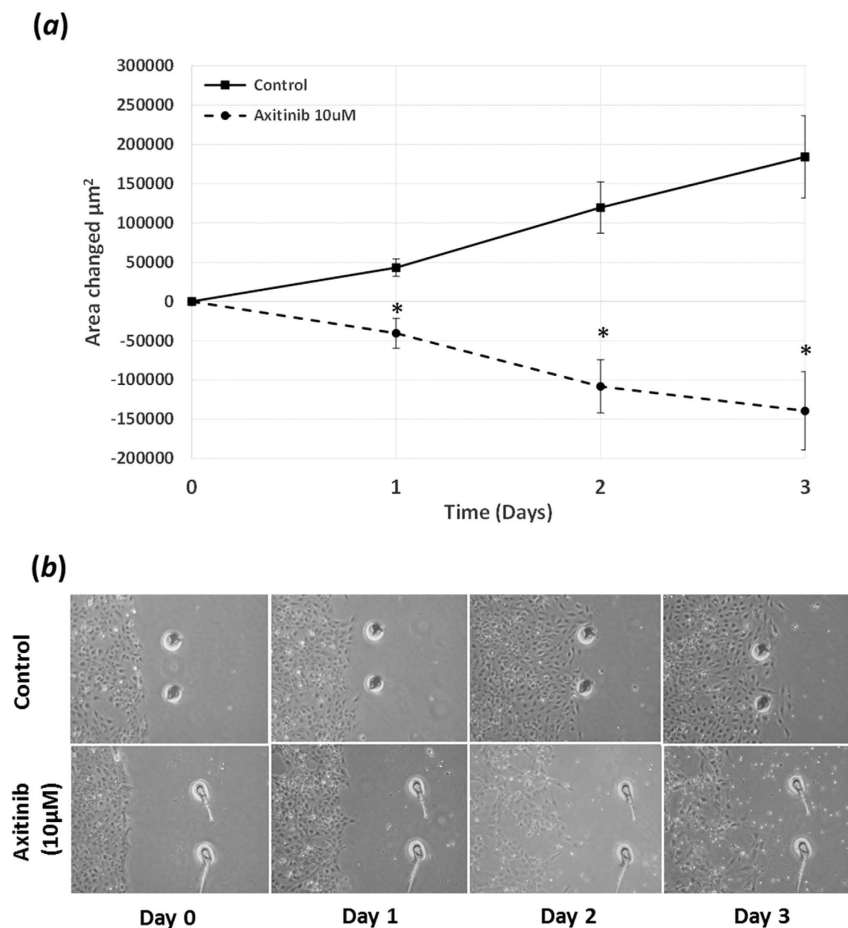 (a)
300000
250000
200000
150000
100000
50000
0
-50000
-100000
-150000
-200000
Area changed µm²
Control
Axitinib 10uM
*
*
*
0 1 2 3
Time (Days)
(b)
Control
Axitinib
(10µM)
Day 0 Day 1 Day 2 Day 3